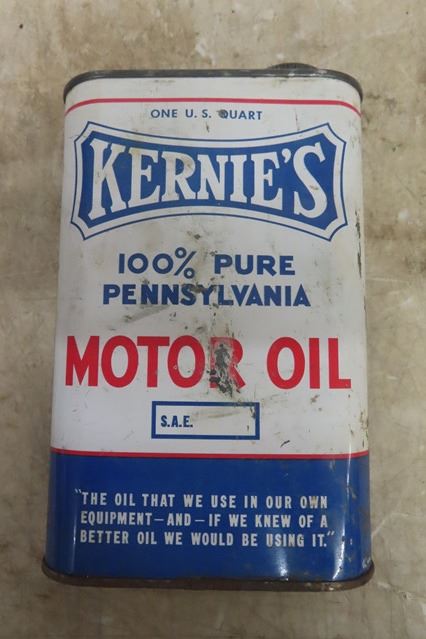 ONE U.S. QUART
KERNIE'S
100% PURE
PENNSYLVANIA
MOTOR OIL
S.A.E.
"THE OIL THAT WE USE IN OUR OWN
EQUIPMENT—AND—IF WE KNEW OF A
BETTER OIL WE WOULD BE USING IT."